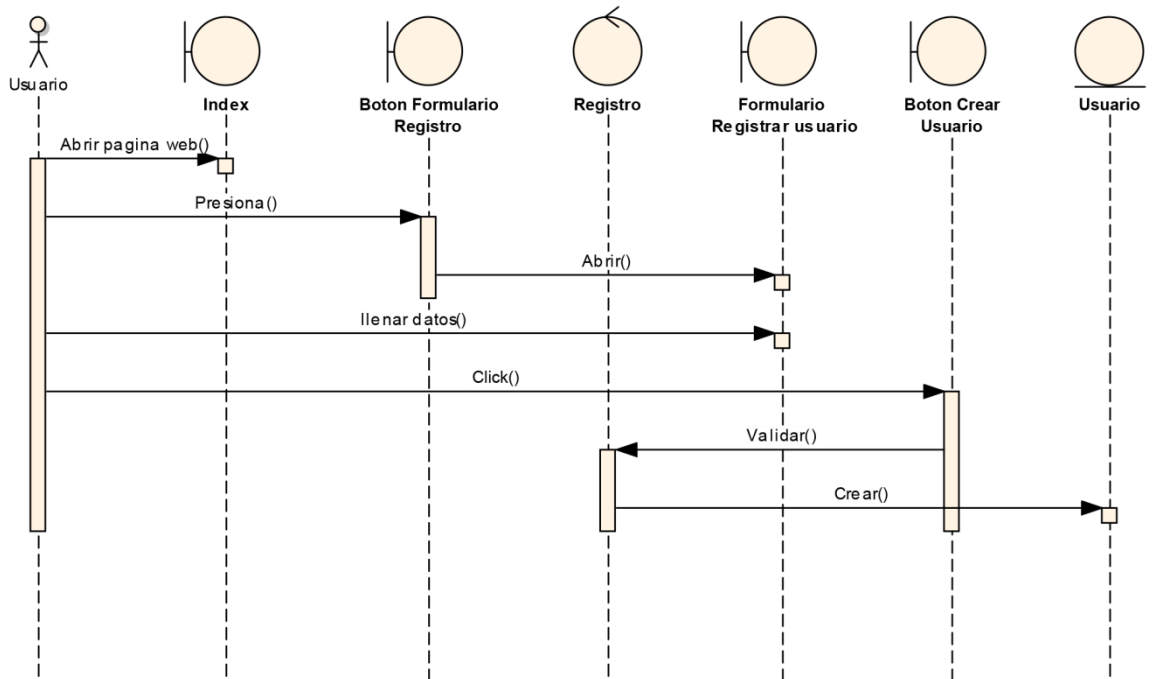 Usuario
Index
Boton Formulario
Registro
Registro
Formulario
Registrar usuario
Boton Crear
Usuario
Usuario
Abrir pagina web()
Presiona()
Abrir()
llenar datos()
Click()
Validar()
Crear()